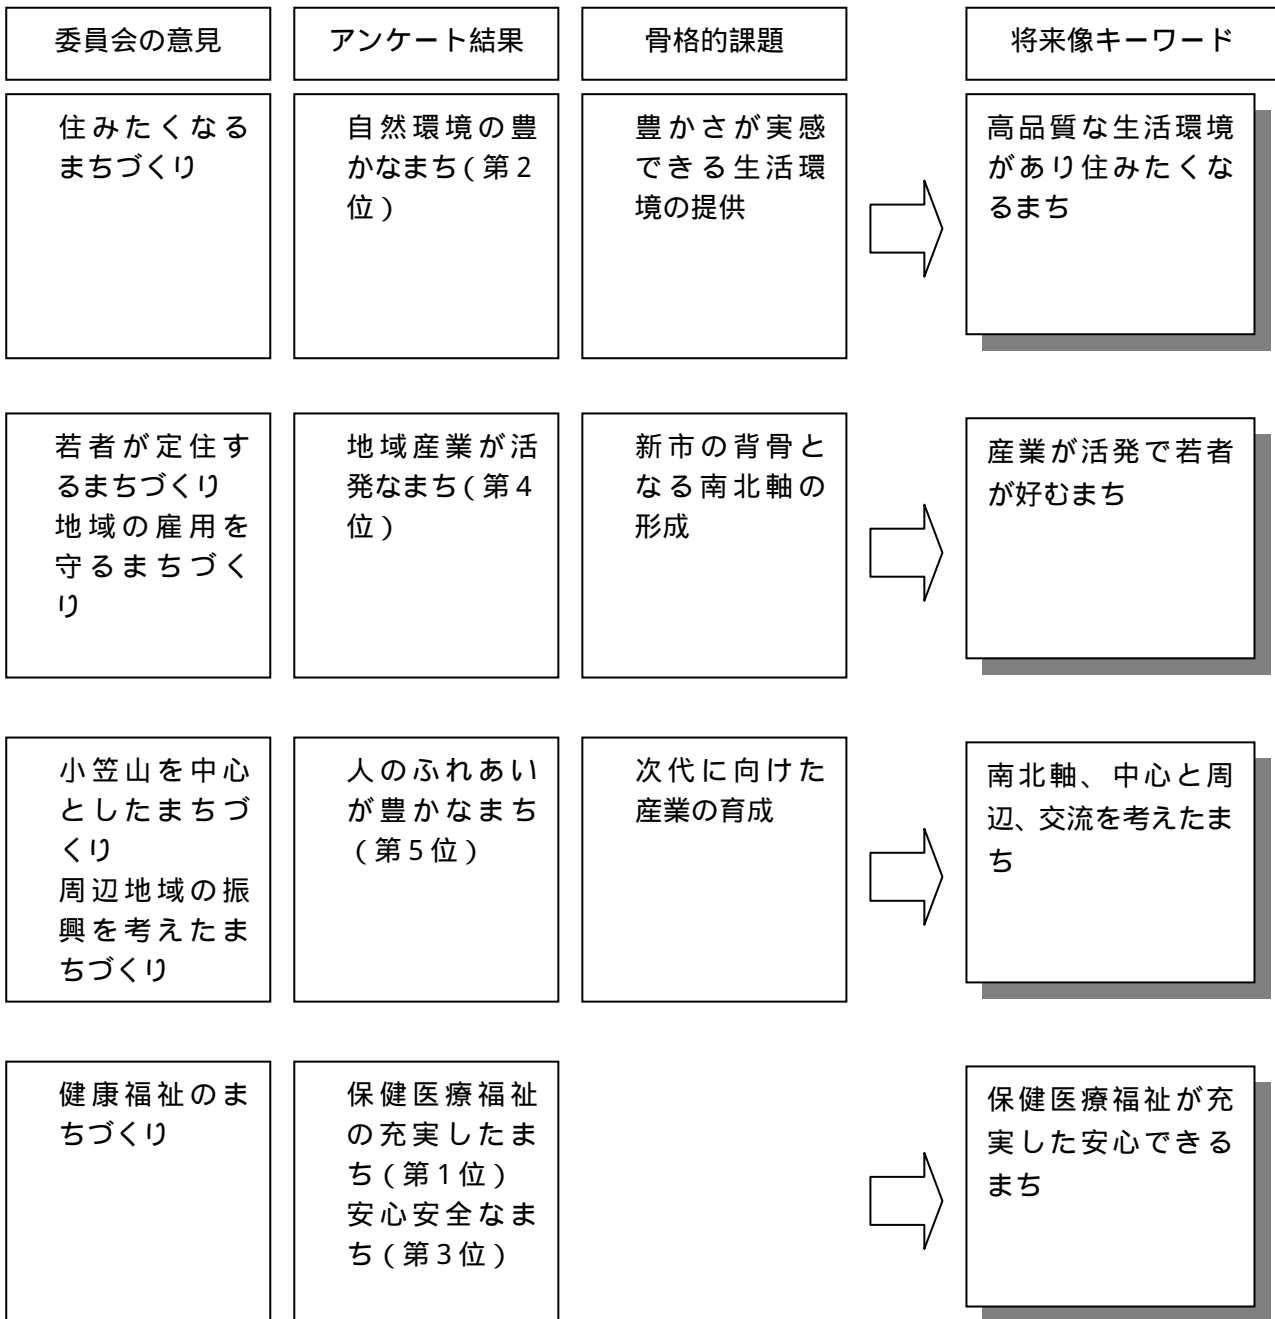 委員会の意見
アンケート結果
骨格的課題
将来像キーワード
住みたくなる
まちづくり
自然環境の豊
かなまち(第2
位)
豊かさが実感
できる生活環
境の提供
高品質な生活環境
があり住みたくな
るまち
若者が定住す
るまちづくり
地域の雇用を
守るまちづく
り
地域産業が活
発なまち(第4
位)
新市の背骨と
なる南北軸の
形成
産業が活発で若者
が好むまち
小笠山を中心
としたまちづ
くり
周辺地域の振
興を考えたま
ちづくり
人のふれあい
が豊かなまち
(第5位)
次代に向けた
産業の育成
南北軸、中心と周
辺、交流を考えたま
ち
健康福祉のま
ちづくり
保健医療福祉
の充実したま
ち(第1位)
安心安全なま
ち(第3位)
保健医療福祉が充
実した安心できる
まち